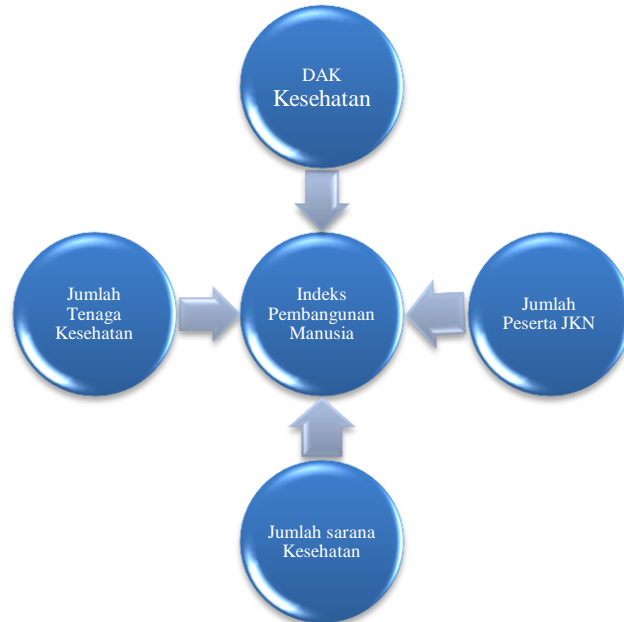 DAK
Kesehatan
Jumlah
Tenaga
Kesehatan
Indeks
Pembangunan
Manusia
Jumlah
Peserta JKN
Jumlah sarana
Kesehatan